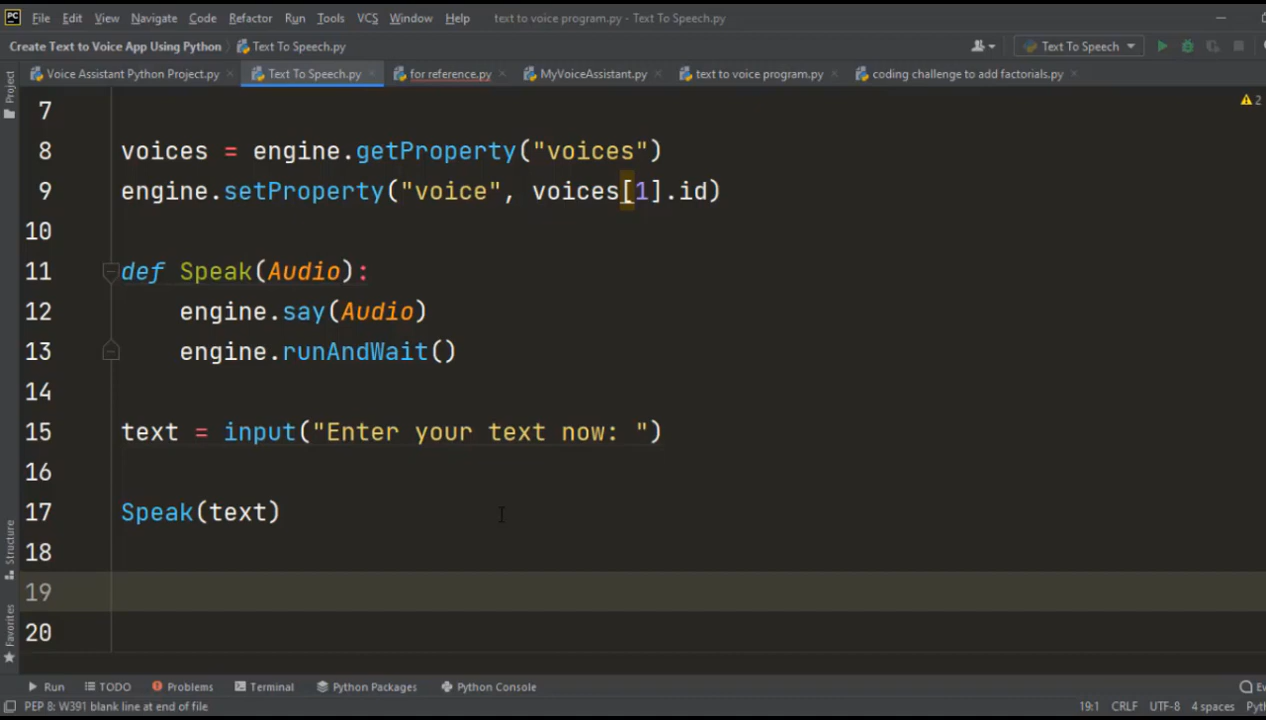 PC File Edit View Navigate Code Refactor Run Tools VCS Window Help text to voice program.py - Text To Speech.py
Create Text to Voice App Using Python Text To Speech.py Text To Speech
Project Voice Assistant Python Project.py Text To Speech.py for reference.py MyVoiceAssistant.py text to voice program.py coding challenge to add factorials.py
2
7
8 voices = engine.getProperty("voices")
9 engine.setProperty("voice", voices[1].id)
10
11 def Speak(Audio):
12 engine.say(Audio)
13 engine.runAndWait()
14
15 text = input("Enter your text now: ")
16
17 Speak(text)
18
19
20
Structure
Favorites
Run TODO Problems Terminal Python Packages Python Console
PEP 8: W391 blank line at end of file 19:1 CRLF UTF-8 4 spaces